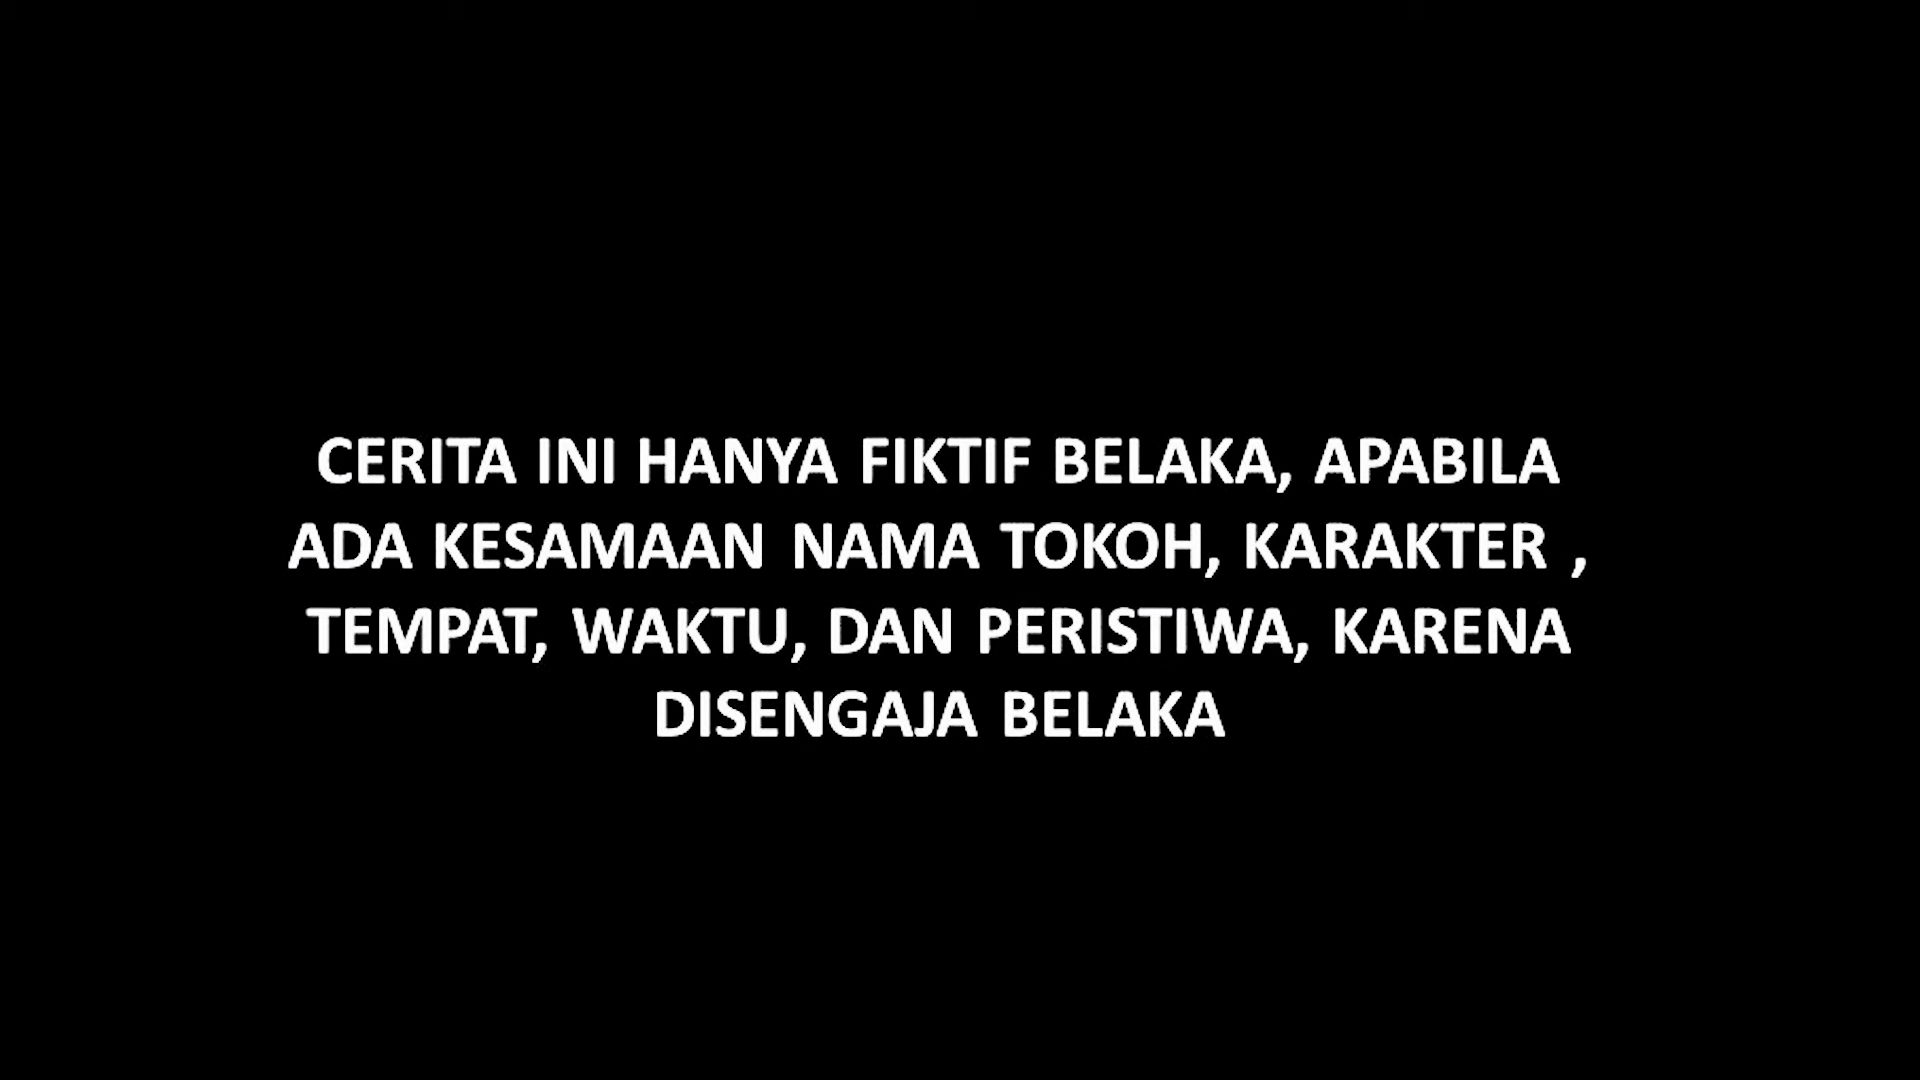 CERITA INI HANYA FIKTIF BELAKA, APABILA
ADA KESAMAAN NAMA TOKOH, KARAKTER ,
TEMPAT, WAKTU, DAN PERISTIWA, KARENA
DISENGAJA BELAKA